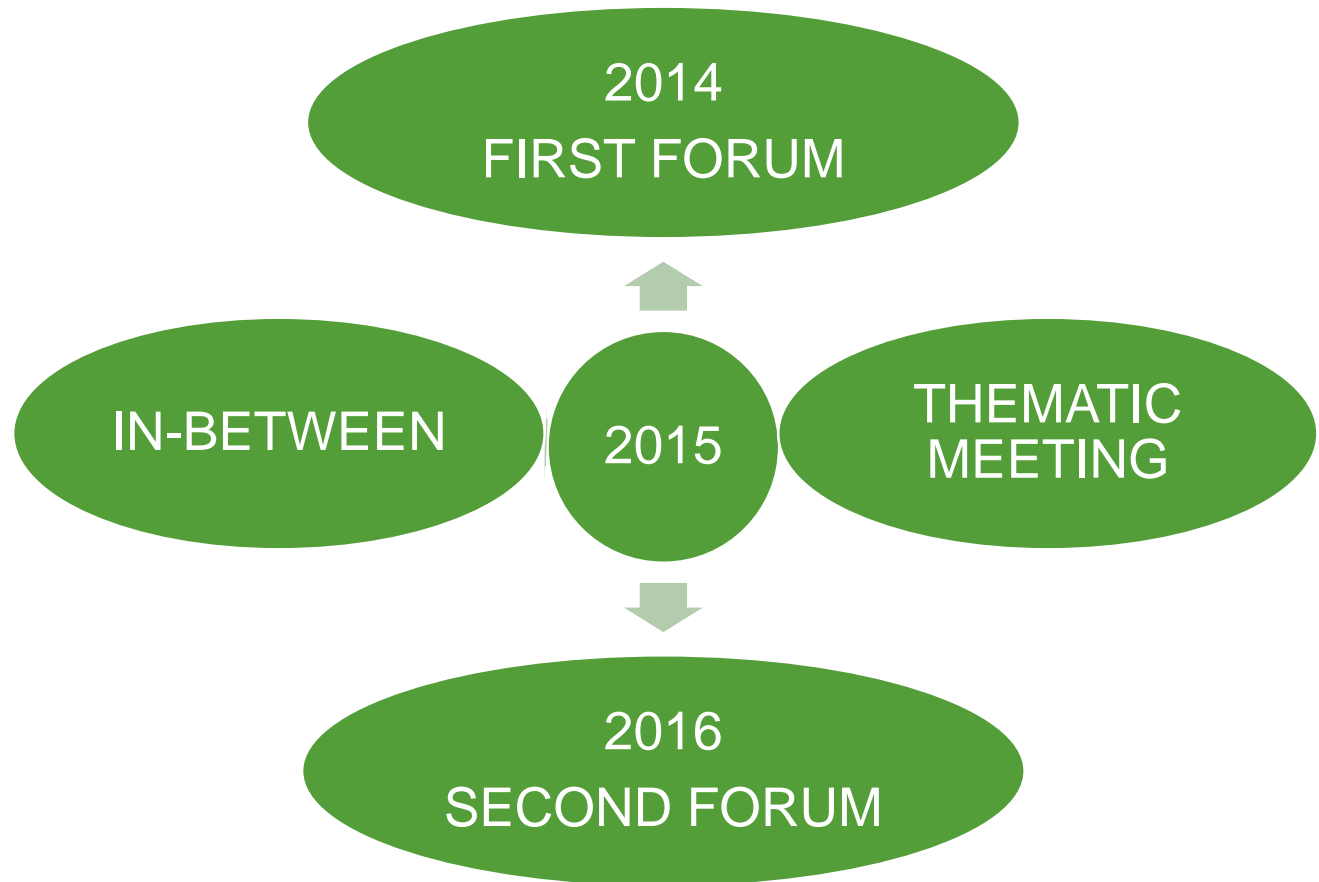 2014
FIRST FORUM
IN-BETWEEN
2015
THEMATIC
MEETING
2016
SECOND FORUM